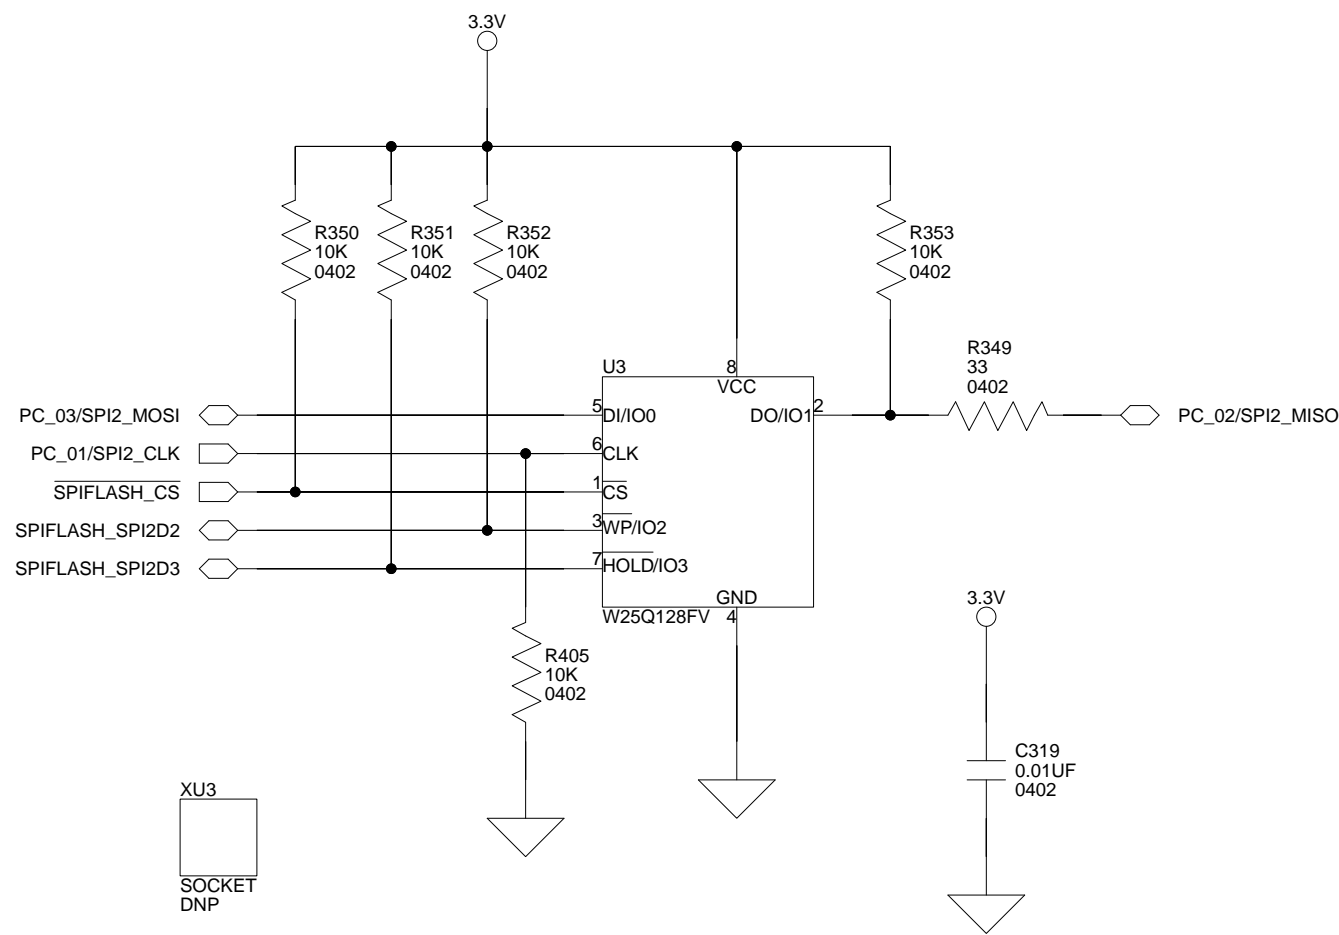 3.3V
R350
10K
0402
R351
10K
0402
R352
10K
0402
R353
10K
0402
R349
33
0402
U3
8
VCC
PC_03/SPI2_MOSI
5
DI/IO0
DO/IO1
2
PC_02/SPI2_MISO
PC_01/SPI2_CLK
6
CLK
SPIFLASH_CS
1
CS
SPIFLASH_SPI2D2
3
WP/IO2
SPIFLASH_SPI2D3
7
HOLD/IO3
GND
W25Q128FV
4
3.3V
R405
10K
0402
C319
0.01UF
0402
XU3
SOCKET
DNP